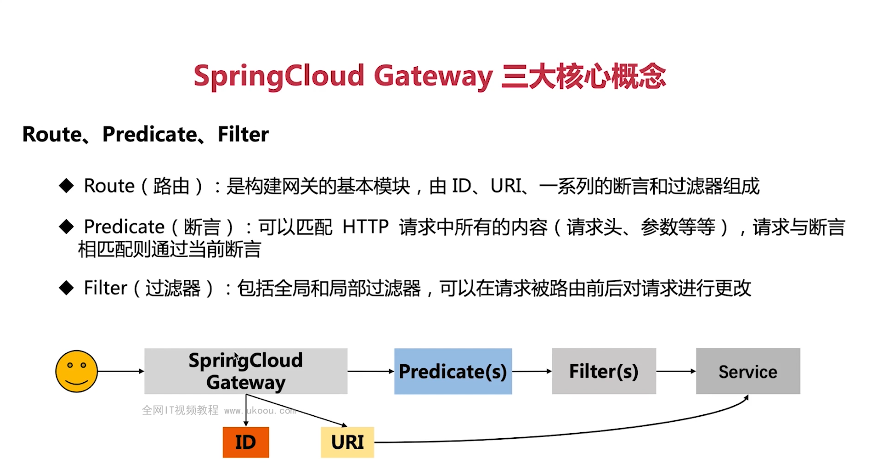 SpringCloud Gateway 三大核心概念
Route、Predicate、Filter
◆ Route（路由）：是构建网关的基本模块，由 ID、URI、一系列的断言和过滤器组成
◆ Predicate（断言）：可以匹配 HTTP 请求中所有的内容（请求头、参数等等），请求与断言
相匹配则通过当前断言
◆ Filter（过滤器）：包括全局和局部过滤器，可以在请求被路由前后对请求进行更改
SpringCloud
Gateway
Predicate(s)
Filter(s)
Service
全网IT视频教程 www.ukoou.com
ID
URI